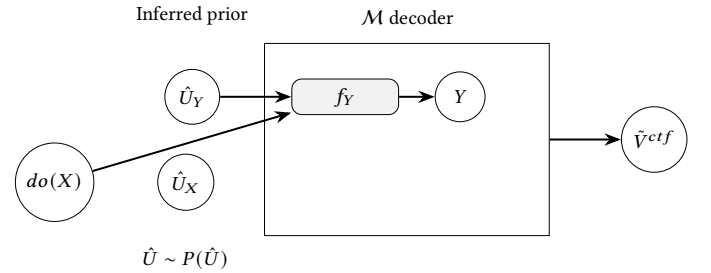 Inferred prior
ℳ decoder
Û_Y
f_Y
Y
Ṽ^{ctf}
do(X)
Û_X
Û ∼ P(Û)